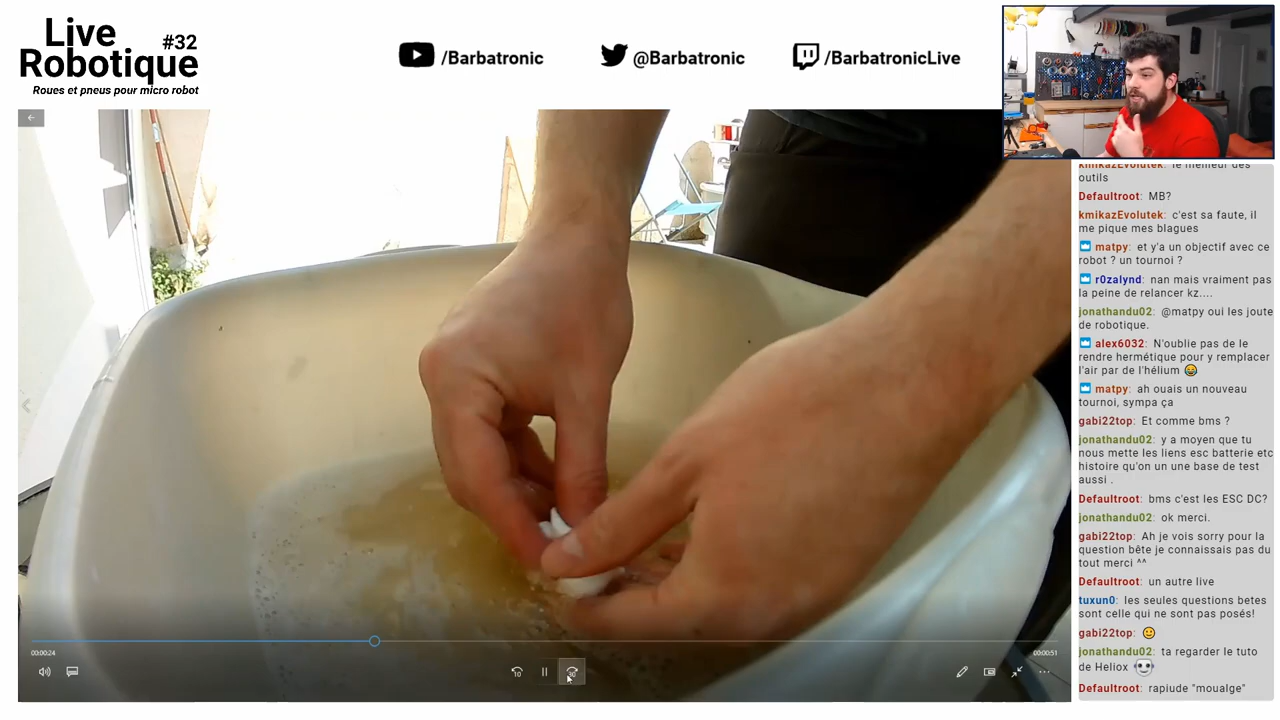 Live
Robotique #32
Roues et pneus pour micro robot
/Barbatronic
@Barbatronic
/BarbatronicLive
kmikazEvolutek: le meilleur des
outils
Defaultroot: MB?
kmikazEvolutek: c'est sa faute, il
me pique mes blagues
matpy: et y'a un objectif avec ce
robot ? un tournoi ?
r0zalynd: nan mais vraiment pas
la peine de relancer kz....
jonathandu02: @matpy oui les joute
de robotique.
alex6032: N'oublie pas de le
rendre hermétique pour y remplacer
l'air par de l'hélium 😂
matpy: ah ouais un nouveau
tournoi, sympa ça
gabi22top: Et comme bms ?
jonathandu02: y a moyen que tu
nous mette les liens esc batterie etc
histoire qu'on un une base de test
aussi .
Defaultroot: bms c'est les ESC DC?
jonathandu02: ok merci.
gabi22top: Ah je vois sorry pour la
question bête je connaissais pas du
tout merci ^^
Defaultroot: un autre live
tuxun0: les seules questions betes
sont celle qui ne sont pas posés!
gabi22top: 🙂
jonathandu02: ta regarder le tuto
de Heliox
Defaultroot: rapiude "moualge"
00:00:24
00:00:51
10
30